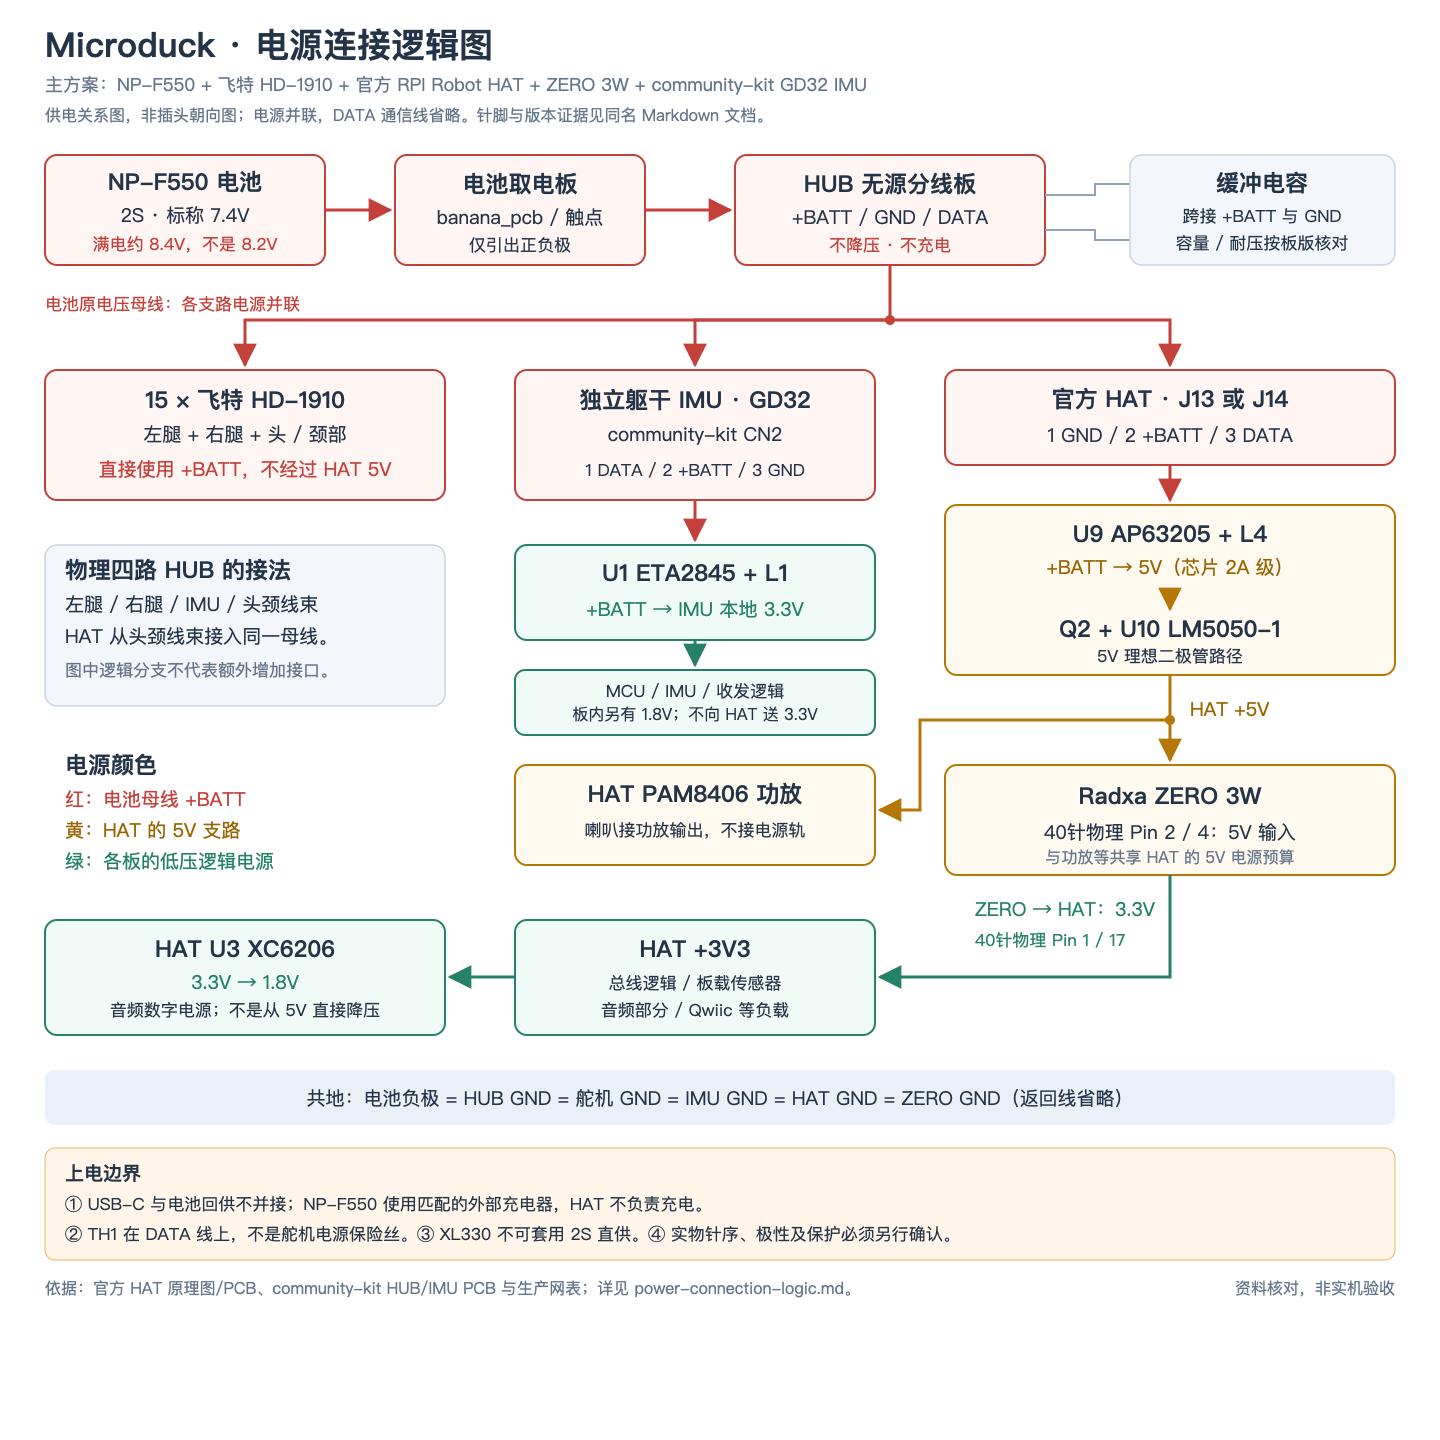 Microduck · 电源连接逻辑图
主方案：NP-F550 + 飞特 HD-1910 + 官方 RPI Robot HAT + ZERO 3W + community-kit GD32 IMU
供电关系图，非插头朝向图；电源并联，DATA 通信线省略。针脚与版本证据见同名 Markdown 文档。
NP-F550 电池
2S · 标称 7.4V
满电约 8.4V，不是 8.2V
电池取电板
banana_pcb / 触点
仅引出正负极
HUB 无源分线板
+BATT / GND / DATA
不降压 · 不充电
缓冲电容
跨接 +BATT 与 GND
容量 / 耐压按板版核对
电池原电压母线：各支路电源并联
15 × 飞特 HD-1910
左腿 + 右腿 + 头 / 颈部
直接使用 +BATT，不经过 HAT 5V
独立躯干 IMU · GD32
community-kit CN2
1 DATA / 2 +BATT / 3 GND
官方 HAT · J13 或 J14
1 GND / 2 +BATT / 3 DATA
物理四路 HUB 的接法
左腿 / 右腿 / IMU / 头颈线束
HAT 从头颈线束接入同一母线。
图中逻辑分支不代表额外增加接口。
U1 ETA2845 + L1
+BATT → IMU 本地 3.3V
MCU / IMU / 收发逻辑
板内另有 1.8V；不向 HAT 送 3.3V
U9 AP63205 + L4
+BATT → 5V（芯片 2A 级）
Q2 + U10 LM5050-1
5V 理想二极管路径
HAT +5V
电源颜色
红：电池母线 +BATT
黄：HAT 的 5V 支路
绿：各板的低压逻辑电源
HAT PAM8406 功放
喇叭接功放输出，不接电源轨
Radxa ZERO 3W
40针物理 Pin 2 / 4：5V 输入
与功放等共享 HAT 的 5V 电源预算
ZERO → HAT：3.3V
40针物理 Pin 1 / 17
HAT U3 XC6206
3.3V → 1.8V
音频数字电源；不是从 5V 直接降压
HAT +3V3
总线逻辑 / 板载传感器
音频部分 / Qwiic 等负载
共地：电池负极 = HUB GND = 舵机 GND = IMU GND = HAT GND = ZERO GND（返回线省略）
上电边界
① USB-C 与电池回供不并接；NP-F550 使用匹配的外部充电器，HAT 不负责充电。
② TH1 在 DATA 线上，不是舵机电源保险丝。③ XL330 不可套用 2S 直供。④ 实物针序、极性及保护必须另行确认。
依据：官方 HAT 原理图/PCB、community-kit HUB/IMU PCB 与生产网表；详见 power-connection-logic.md。
资料核对，非实机验收